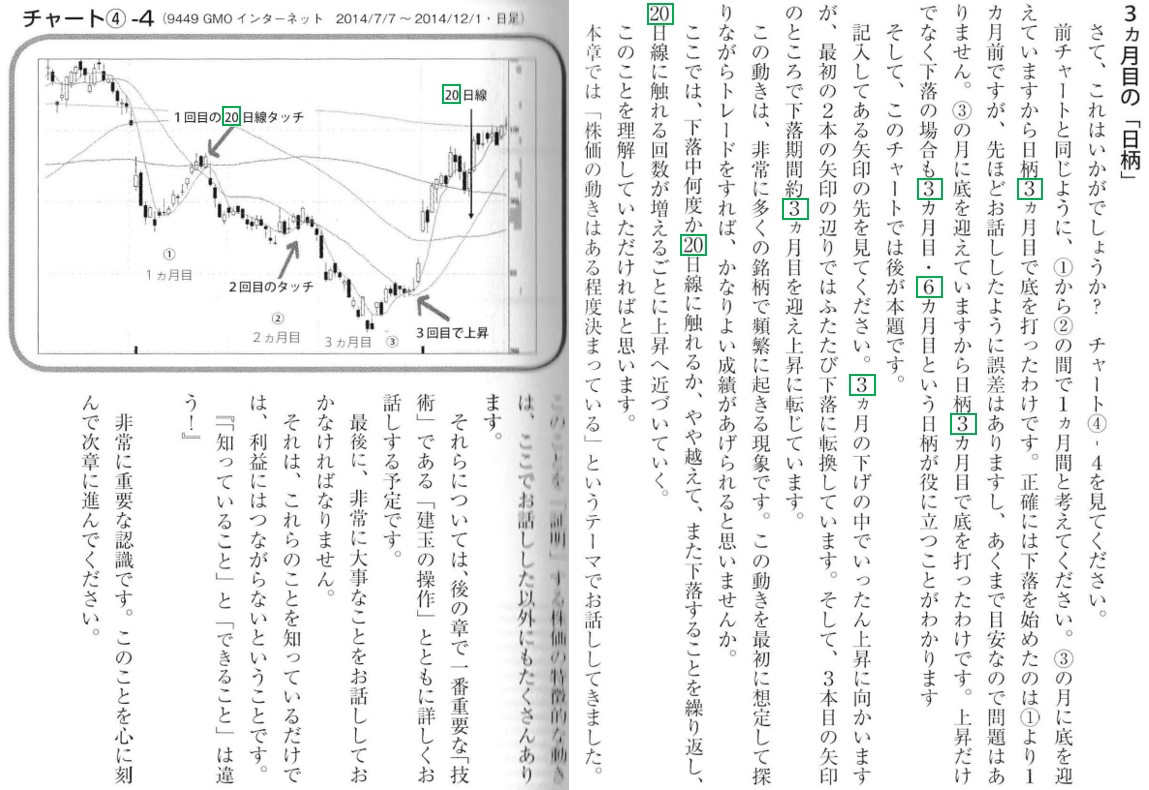 3ヵ月目の「日柄」
さて、これはいかがでしょうか? チャート④-4を見てください。
前チャートと同じように、①から②の間で1ヵ月間と考えてください。③の月に底を迎
えていますから日柄3ヵ月目で底を打ったわけです。正確には下落を始めたのは①より1
カ月前ですが、先ほどお話ししたように誤差はありますし、あくまで目安なので問題はあ
りません。③の月に底を迎えていますから日柄3カ月目で底を打ったわけです。上昇だけ
でなく下落の場合も3カ月目・6カ月目という日柄が役に立つことがわかります
そして、このチャートでは後が本題です。
記入してある矢印の先を見てください。3ヵ月の下げの中でいったん上昇に向かいます
が、最初の2本の矢印の辺りではふたたび下落に転換しています。そして、3本目の矢印
のところで下落期間約3ヵ月目を迎え上昇に転じています。
この動きは、非常に多くの銘柄で頻繁に起きる現象です。この動きを最初に想定して探
りながらトレードをすれば、かなりよい成績があげられると思いませんか。
ここでは、下落中何度か20日線に触れるか、やや越えて、また下落することを繰り返し、
20日線に触れる回数が増えるごとに上昇へ近づいていく。
このことを理解していただければと思います。
本章では「株価の動きはある程度決まっている」というテーマでお話ししてきました。
チャート④-4 (9449 GMO インターネット 2014/7/7~2014/12/1・日足)
20日線
1回目の20日線タッチ
①
1ヵ月目
2回目のタッチ
②
2ヵ月目
3ヵ月目 ③
3回目で上昇
このことを「証明」する株価の特徴的な動き
は、ここでお話しした以外にもたくさんあり
ます。
それらについては、後の章で一番重要な「技
術」である「建玉の操作」とともに詳しくお
話しする予定です。
最後に、非常に大事なことをお話ししてお
かなければなりません。
それは、これらのことを知っているだけで
は、利益にはつながらないということです。
『「知っていること」と「できること」は違
う!』
非常に重要な認識です。このことを心に刻
んで次章に進んでください。